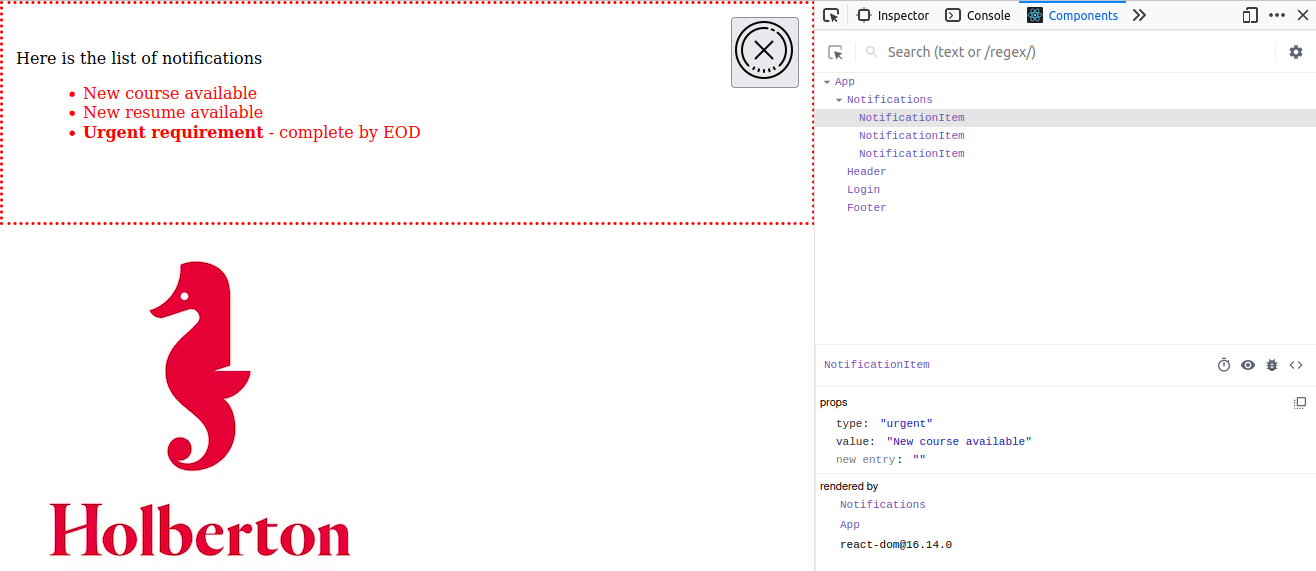 Here is the list of notifications
New course available
New resume available
Urgent requirement - complete by EOD
Holberton
Inspector Console Components
Search (text or /regex/)
App
Notifications
NotificationItem
NotificationItem
NotificationItem
Header
Login
Footer
NotificationItem
props
type: "urgent"
value: "New course available"
new entry: ""
rendered by
Notifications
App
react-dom@16.14.0